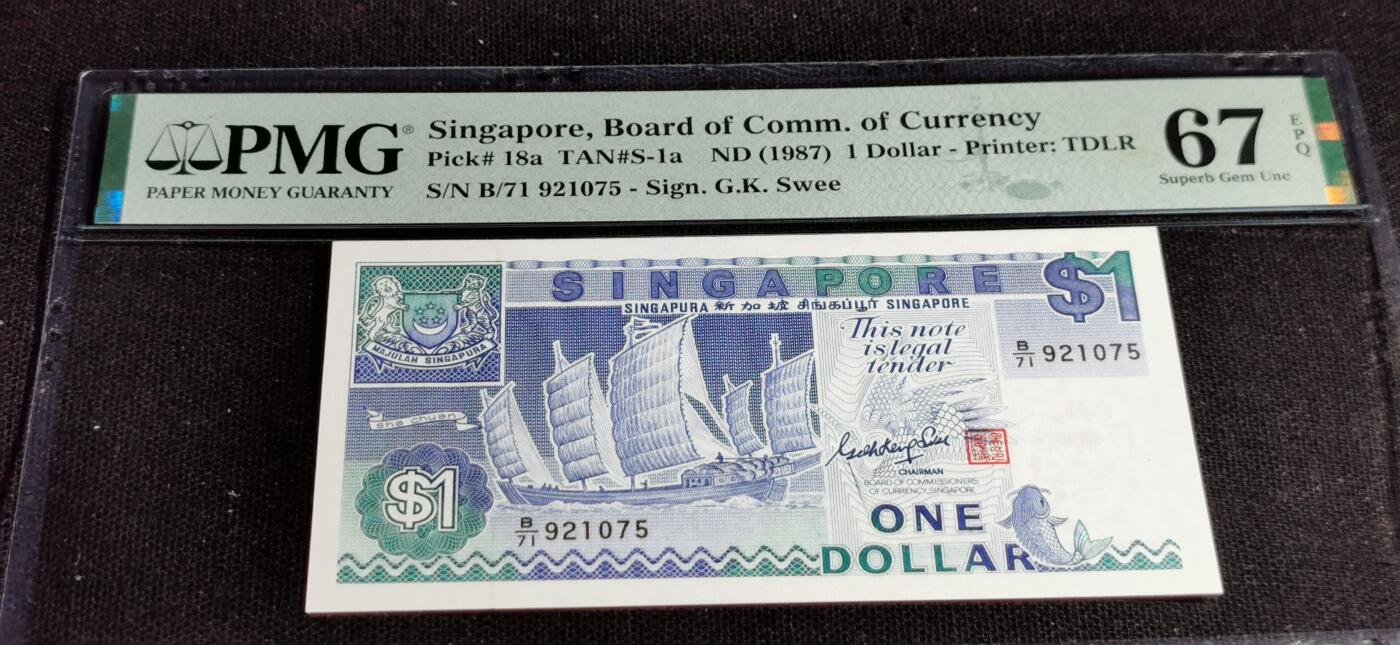 PMG®
PAPER MONEY GUARANTY
Singapore, Board of Comm. of Currency
Pick# 18a TAN#S-1a ND (1987) 1 Dollar - Printer: TDLR
S/N B/71 921075 - Sign. G.K. Swee
67
EPQ
Superb Gem Unc
SINGAPORE
$1
SINGAPURA 新加坡 சிங்கப்பூர் SINGAPORE
MAJULAH SINGAPURA
This note
is legal
tender
B/71 921075
sha chuan
CHAIRMAN
BOARD OF COMMISSIONERS
OF CURRENCY, SINGAPORE
$1
B/71 921075
ONE
DOLLAR